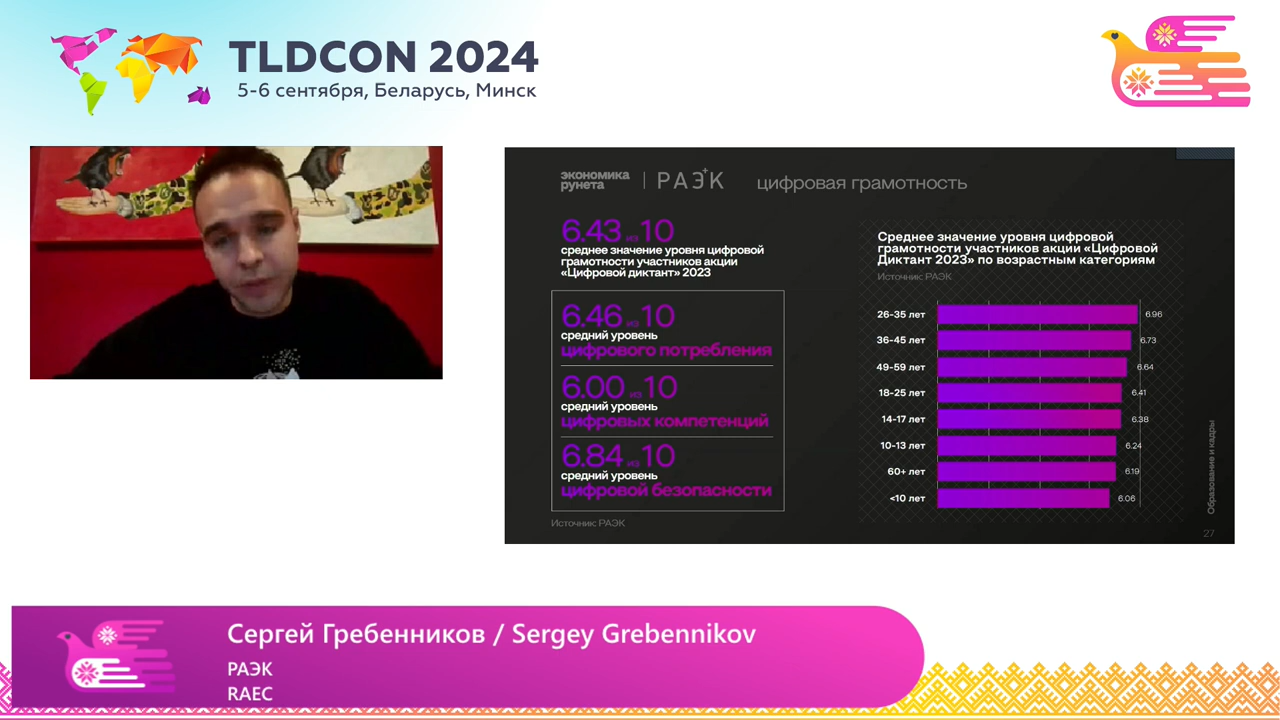 TLDCON 2024
5-6 сентября, Беларусь, Минск
экономика
рунета
РАЭК
цифровая грамотность
6.43 из 10
среднее значение уровня цифровой
грамотности участников акции
«Цифровой диктант» 2023
6.46 из 10
средний уровень
цифрового потребления
6.00 из 10
средний уровень
цифровых компетенций
6.84 из 10
средний уровень
цифровой безопасности
Источник: РАЭК
Среднее значение уровня цифровой
грамотности участников акции «Цифровой
Диктант 2023» по возрастным категориям
Источник: РАЭК
26-35 лет 6.96
36-45 лет 6.73
49-59 лет 6.64
18-25 лет 6.41
14-17 лет 6.38
10-13 лет 6.24
60+ лет 6.19
<10 лет 6.06
Образование и кадры
27
Сергей Гребенников / Sergey Grebennikov
РАЭК
RAEC